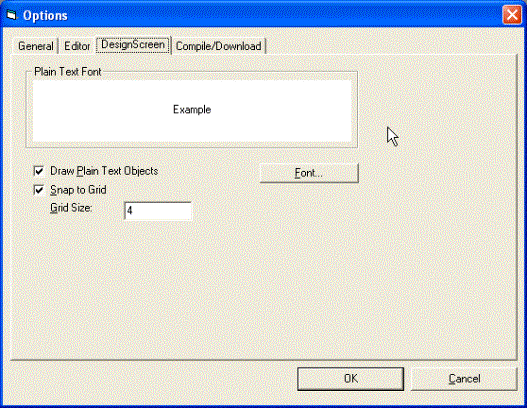 Options
General Editor DesignScreen Compile/Download
Plain Text Font
Example
Draw Plain Text Objects
Font...
Snap to Grid
Grid Size:
4
OK Cancel